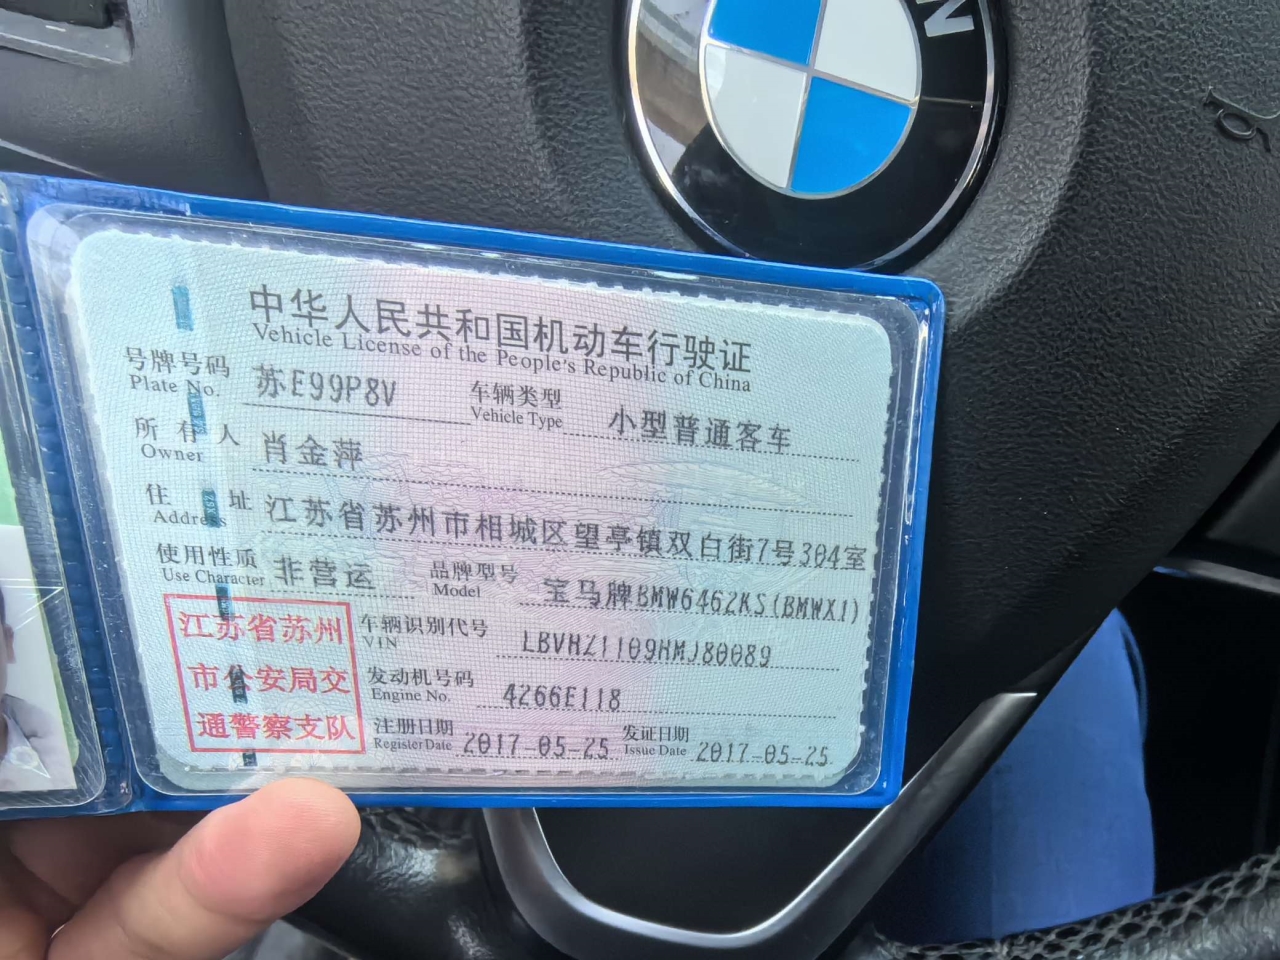 中华人民共和国机动车行驶证
Vehicle License of the People's Republic of China
号牌号码 苏E99P8V 车辆类型 小型普通客车
Plate No. Vehicle Type
所有人 肖金萍
Owner
住址 江苏省苏州市相城区望亭镇双白街7号304室
Address
使用性质 非营运 品牌型号 宝马牌BMW6462KS(BMWX1)
Use Character Model
江苏省苏州
市公安局交
通警察支队
车辆识别代号 LBVHZ1109HMJ80089
VIN
发动机号码 4266E118
Engine No.
注册日期 2017-05-25 发证日期 2017-05-25
Register Date Issue Date